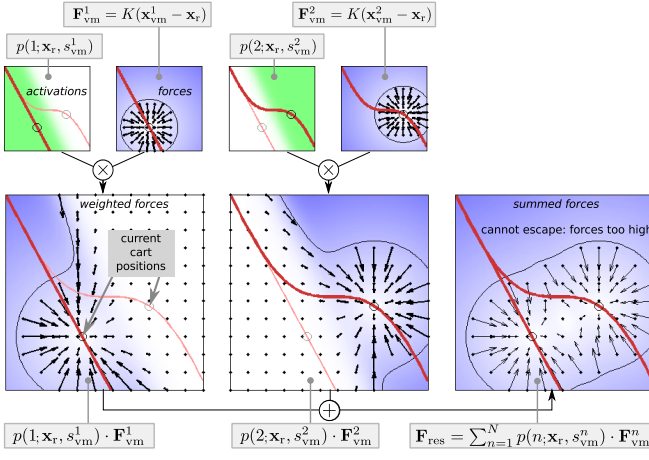 F¹ᵥₘ = K(x¹ᵥₘ − xᵣ)
F²ᵥₘ = K(x²ᵥₘ − xᵣ)
p(1; xᵣ, s¹ᵥₘ)
p(2; xᵣ, s²ᵥₘ)
activations
forces
×
×
weighted forces
summed forces
cannot escape: forces too high
current
cart
positions
+
p(1; xᵣ, s¹ᵥₘ) · F¹ᵥₘ
p(2; xᵣ, s²ᵥₘ) · F²ᵥₘ
Fᵣₑₛ = ∑ᴺₙ₌₁ p(n; xᵣ, sⁿᵥₘ) · Fⁿᵥₘ